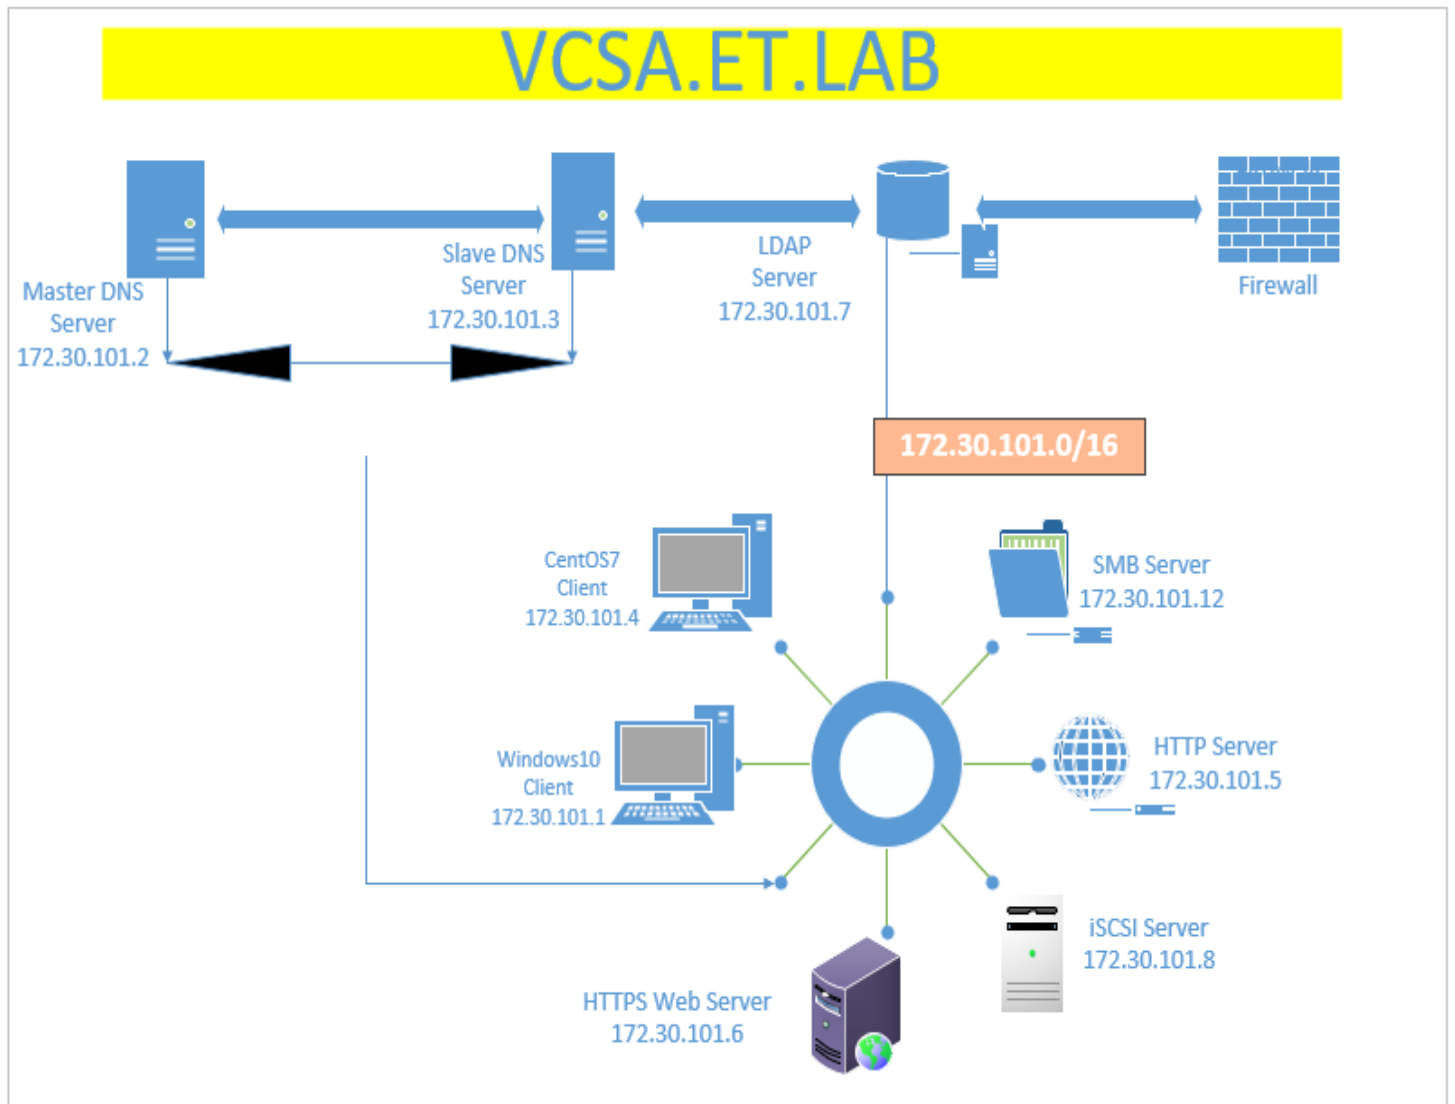 VCSA.ET.LAB
Master DNS
Server
172.30.101.2
Slave DNS
Server
172.30.101.3
LDAP
Server
172.30.101.7
Firewall
172.30.101.0/16
CentOS7
Client
172.30.101.4
SMB Server
172.30.101.12
Windows10
Client
172.30.101.1
HTTP Server
172.30.101.5
iSCSI Server
172.30.101.8
HTTPS Web Server
172.30.101.6